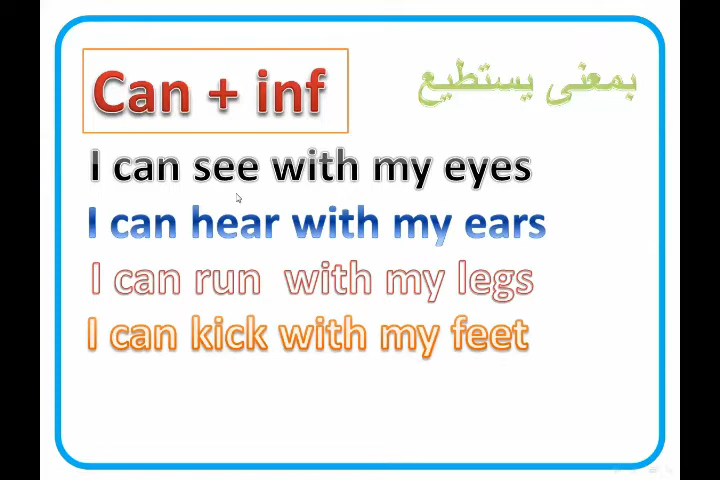 Can + inf
بمعنى يستطيع
I can see with my eyes
I can hear with my ears
I can run with my legs
I can kick with my feet